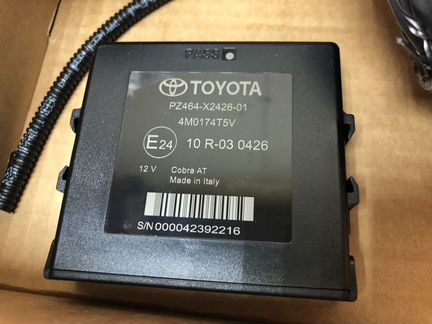 PASS
TOYOTA
PZ464-X2426-01
4M0174T5V
E24 10 R-03 0426
12 V Cobra AT
Made in Italy
S/N 000042392216